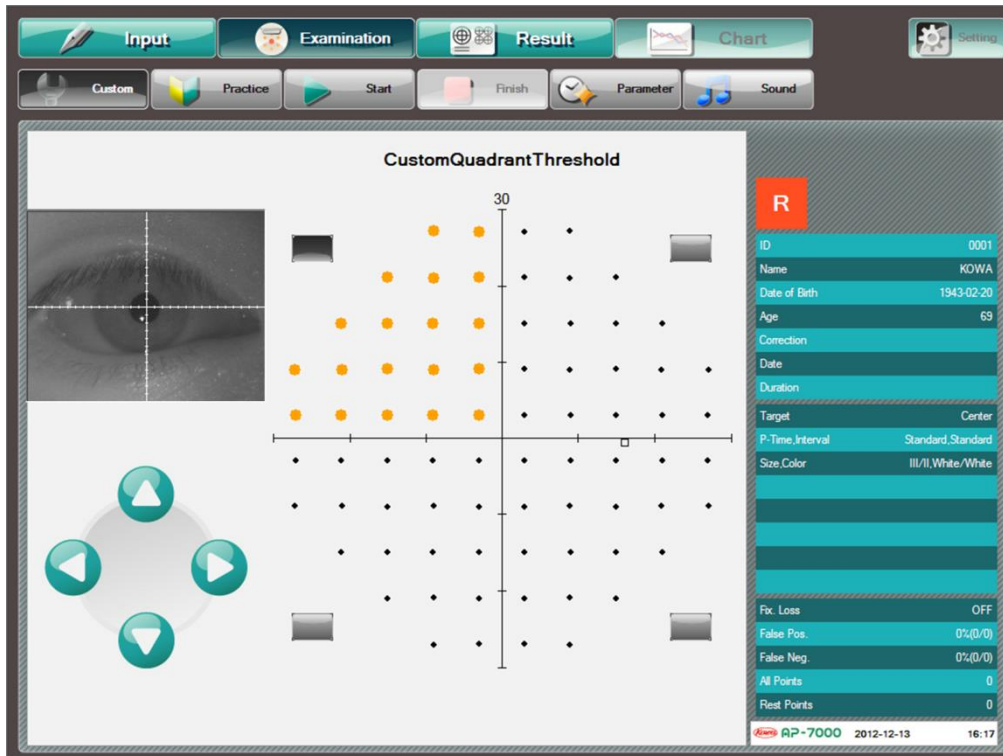 Input Examination Result Chart Setting
Custom Practice Start Finish Parameter Sound
CustomQuadrantThreshold
30
R
ID 0001
Name KOWA
Date of Birth 1943-02-20
Age 69
Correction
Date
Duration
Target Center
P-Time,Interval Standard,Standard
Size,Color III/II,White/White
Fix. Loss OFF
False Pos. 0%(0/0)
False Neg. 0%(0/0)
All Points 0
Rest Points 0
Kowa AP-7000 2012-12-13 16:17